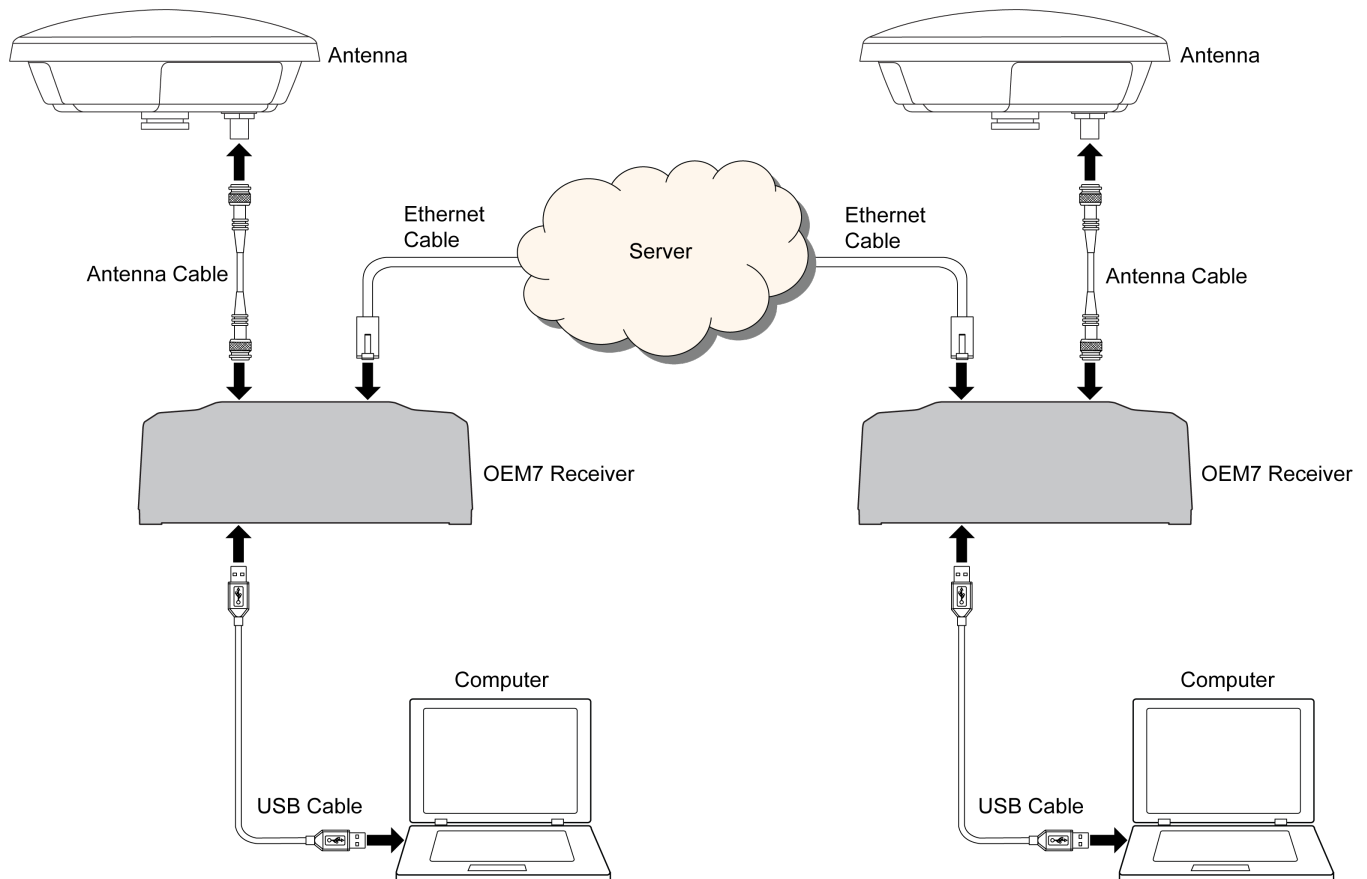 Antenna
Antenna
Ethernet
Cable
Ethernet
Cable
Server
Antenna Cable
Antenna Cable
OEM7 Receiver
OEM7 Receiver
Computer
Computer
USB Cable
USB Cable